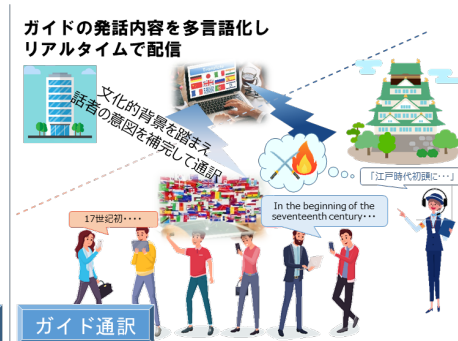 ガイドの発話内容を多言語化し
リアルタイムで配信
文化的背景を踏まえ
話者の意図を補完して通訳
「江戸時代初頭に・・・」
In the beginning of the
seventeenth century・・・
17世纪初・・・・
ガイド通訳